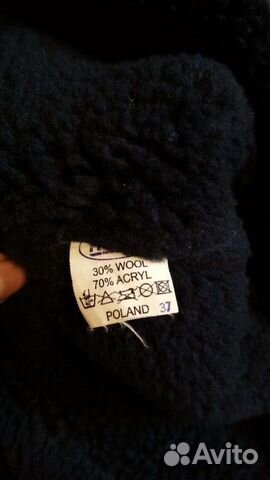 30% WOOL
70% ACRYL
POLAND 37
Avito